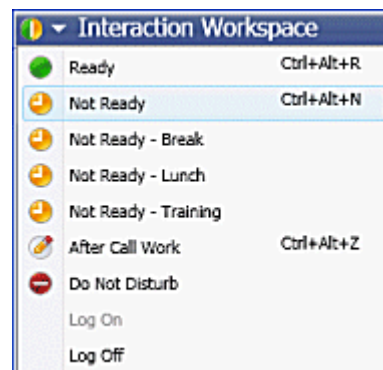 Interaction Workspace
Ready Ctrl+Alt+R
Not Ready Ctrl+Alt+N
Not Ready - Break
Not Ready - Lunch
Not Ready - Training
After Call Work Ctrl+Alt+Z
Do Not Disturb
Log On
Log Off